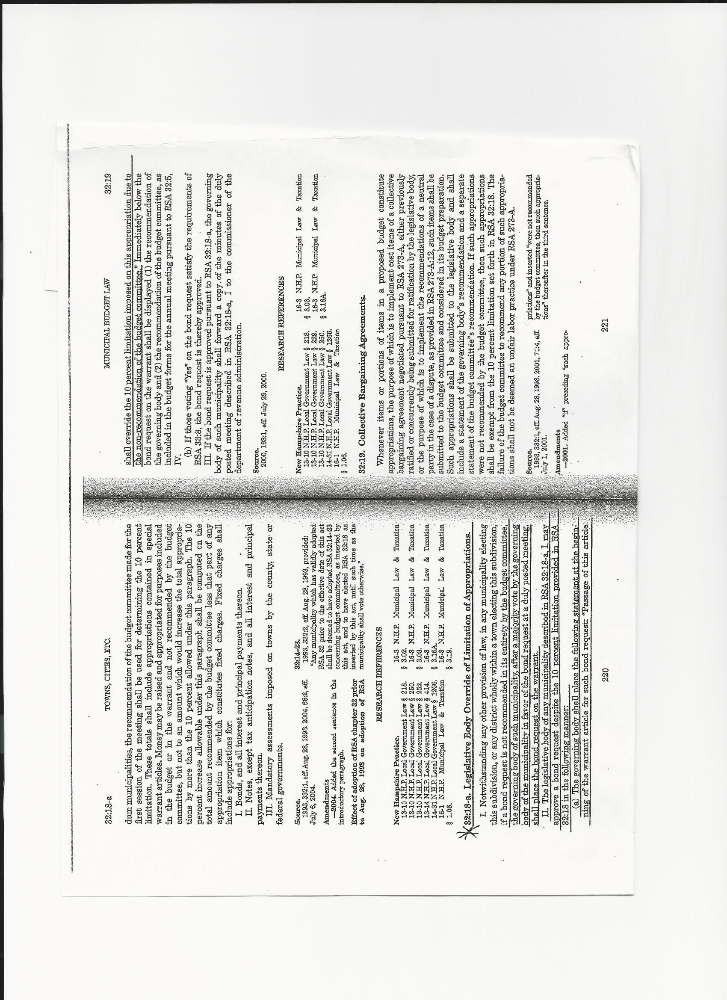 32:18-a TOWNS, CITIES, ETC.
dum municipalities, the recommendation of the budget committee made for the
first session of the meeting shall be used for determining the 10 percent
limitation. These totals shall include appropriations contained in special
warrant articles. Money may be raised and appropriated for purposes included
in the budget or in the warrant and not recommended by the budget
committee, but not to an amount which would increase the total appropria-
tions by more than the 10 percent allowed under this paragraph. The 10
percent increase allowable under this paragraph shall be computed on the
total amount recommended by the budget committee less that part of any
appropriation item which constitutes fixed charges. Fixed charges shall
include appropriations for:
I. Bonds, and all interest and principal payments thereon.
II. Notes, except tax anticipation notes, and all interest and principal
payments thereon.
III. Mandatory assessments imposed on towns by the county, state or
federal governments.
Source.
1993, 332:1, eff. Aug. 28, 1993. 2004, 68:2, eff.
July 6, 2004.
Amendments
—2004. Added the second sentence in the
introductory paragraph.
Effect of adoption of RSA chapter 32 prior
to Aug. 28, 1993 on adoption of RSA
32:14–23.
1993, 332:2, eff. Aug. 28, 1993, provided:
"Any municipality which has validly adopted
RSA 32 prior to the effective date of this act
shall be deemed to have adopted RSA 32:14–23
concerning budget committees, as inserted by
this act, and to have elected RSA 32:18 as
inserted by this act, until such time as the
municipality shall vote otherwise."
RESEARCH REFERENCES
New Hampshire Practice.
13-10 N.H.P. Local Government Law § 218.
13-10 N.H.P. Local Government Law § 250.
13-10 N.H.P. Local Government Law § 252.
13-14 N.H.P. Local Government Law § 414.
14-31 N.H.P. Local Government Law § 1266.
16-1 N.H.P. Municipal Law & Taxation
§ 1.06.
16-3 N.H.P. Municipal Law & Taxation
§ 3.02.
16-3 N.H.P. Municipal Law & Taxation
§ 3.03.
16-3 N.H.P. Municipal Law & Taxation
§ 3.16A.
16-3 N.H.P. Municipal Law & Taxation
§ 3.19.
32:18-a. Legislative Body Override of Limitation of Appropriations.
I. Notwithstanding any other provision of law, in any municipality electing
this subdivision, or any district wholly within a town electing this subdivision,
if a bond request is not recommended in its entirety by the budget committee,
the governing body of such municipality, after a majority vote by the governing
body of the municipality in favor of the bond request at a duly posted meeting,
shall place the bond request on the warrant.
II. The legislative body of any municipality described in RSA 32:18-a, I, may
approve a bond request despite the 10 percent limitation provided in RSA
32:18 in the following manner:
(a) The governing body shall place the following statement at the begin-
ning of the warrant article for such bond request: "Passage of this article
220
MUNICIPAL BUDGET LAW 32:19
shall override the 10 percent limitation imposed on this appropriation due to
the non-recommendation of the budget committee." Immediately below the
bond request on the warrant shall be displayed (1) the recommendation of
the governing body and (2) the recommendation of the budget committee, as
included in the budget forms for the annual meeting pursuant to RSA 32:5,
IV.
(b) If those voting "Yes" on the bond request satisfy the requirements of
RSA 33:8, the bond request is thereby approved.
III. If the bond request is approved pursuant to RSA 32:18-a, the governing
body of such municipality shall forward a copy of the minutes of the duly
posted meeting described in RSA 32:18-a, I to the commissioner of the
department of revenue administration.
Source.
2000, 193:1, eff. July 29, 2000.
RESEARCH REFERENCES
New Hampshire Practice.
13-10 N.H.P. Local Government Law § 218.
13-10 N.H.P. Local Government Law § 229.
13-10 N.H.P. Local Government Law § 250.
14-31 N.H.P. Local Government Law § 1266.
16-1 N.H.P. Municipal Law & Taxation
§ 1.06.
16-3 N.H.P. Municipal Law & Taxation
§ 3.03.
16-3 N.H.P. Municipal Law & Taxation
§ 3.16A.
32:19. Collective Bargaining Agreements.
Whenever items or portions of items in a proposed budget constitute
appropriations, the purpose of which is to implement cost items of a collective
bargaining agreement negotiated pursuant to RSA 273-A, either previously
ratified or concurrently being submitted for ratification by the legislative body,
or the purpose of which is to implement the recommendations of a neutral
party in the case of a dispute, as provided in RSA 273-A:12, such items shall be
submitted to the budget committee and considered in its budget preparation.
Such appropriations shall be submitted to the legislative body and shall
include a statement of the governing body's recommendation and a separate
statement of the budget committee's recommendation. If such appropriations
were not recommended by the budget committee, then such appropriations
shall be exempt from the 10 percent limitation set forth in RSA 32:18. The
failure of the budget committee to recommend any portion of such appropria-
tions shall not be deemed an unfair labor practice under RSA 273-A.
Source.
1993, 332:1, eff. Aug. 28, 1993. 2001, 71:4, eff.
July 1, 2001.
Amendments
—2001. Added "if" preceding "such appro-
priations" and inserted "were not recommended
by the budget committee, then such appropria-
tions" thereafter in the third sentence.
221